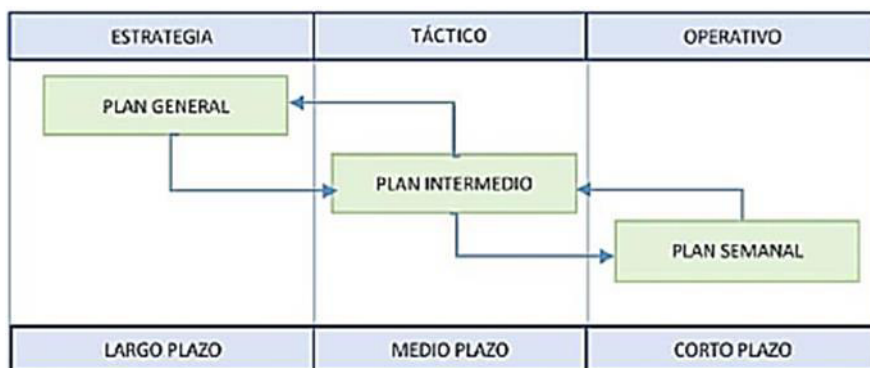 ESTRATEGIA
TÁCTICO
OPERATIVO
PLAN GENERAL
PLAN INTERMEDIO
PLAN SEMANAL
LARGO PLAZO
MEDIO PLAZO
CORTO PLAZO